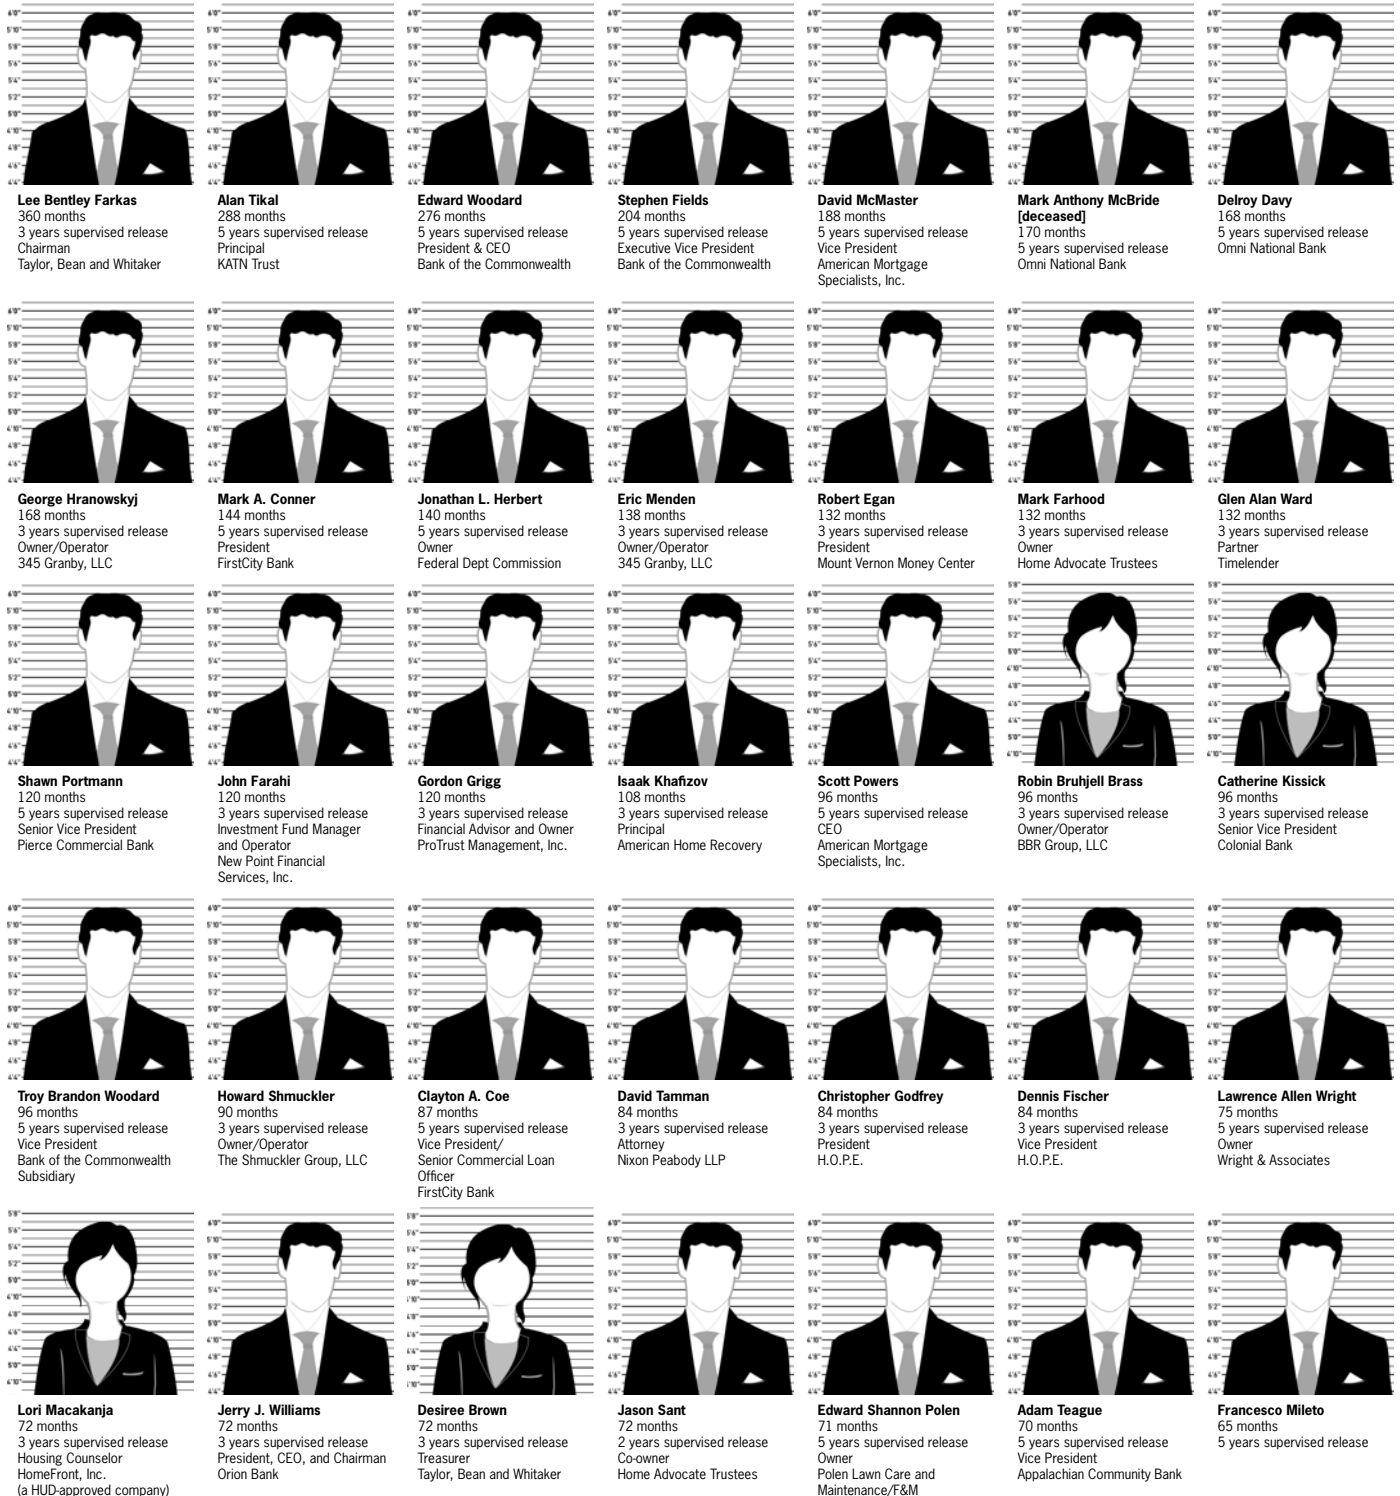 Lee Bentley Farkas
360 months
3 years supervised release
Chairman
Taylor, Bean and Whitaker
Alan Tikal
288 months
5 years supervised release
Principal
KATN Trust
Edward Woodard
276 months
5 years supervised release
President & CEO
Bank of the Commonwealth
Stephen Fields
204 months
5 years supervised release
Executive Vice President
Bank of the Commonwealth
David McMaster
188 months
5 years supervised release
Vice President
American Mortgage
Specialists, Inc.
Mark Anthony McBride
[deceased]
170 months
5 years supervised release
Omni National Bank
Delroy Davy
168 months
5 years supervised release
Omni National Bank
George Hranowskyj
168 months
3 years supervised release
Owner/Operator
345 Granby, LLC
Mark A. Conner
144 months
5 years supervised release
President
FirstCity Bank
Jonathan L. Herbert
140 months
5 years supervised release
Owner
Federal Dept Commission
Eric Menden
138 months
3 years supervised release
Owner/Operator
345 Granby, LLC
Robert Egan
132 months
3 years supervised release
President
Mount Vernon Money Center
Mark Farhood
132 months
3 years supervised release
Owner
Home Advocate Trustees
Glen Alan Ward
132 months
3 years supervised release
Partner
Timelender
Shawn Portmann
120 months
5 years supervised release
Senior Vice President
Pierce Commercial Bank
John Farahi
120 months
3 years supervised release
Investment Fund Manager
and Operator
New Point Financial
Services, Inc.
Gordon Grigg
120 months
3 years supervised release
Financial Advisor and Owner
ProTrust Management, Inc.
Isaak Khafizov
108 months
3 years supervised release
Principal
American Home Recovery
Scott Powers
96 months
5 years supervised release
CEO
American Mortgage
Specialists, Inc.
Robin Bruhjell Brass
96 months
3 years supervised release
Owner/Operator
BBR Group, LLC
Catherine Kissick
96 months
3 years supervised release
Senior Vice President
Colonial Bank
Troy Brandon Woodard
96 months
5 years supervised release
Vice President
Bank of the Commonwealth
Subsidiary
Howard Shmuckler
90 months
3 years supervised release
Owner/Operator
The Shmuckler Group, LLC
Clayton A. Coe
87 months
5 years supervised release
Vice President/
Senior Commercial Loan
Officer
FirstCity Bank
David Tamman
84 months
3 years supervised release
Attorney
Nixon Peabody LLP
Christopher Godfrey
84 months
3 years supervised release
President
H.O.P.E.
Dennis Fischer
84 months
3 years supervised release
Vice President
H.O.P.E.
Lawrence Allen Wright
75 months
5 years supervised release
Owner
Wright & Associates
Lori Macakanja
72 months
3 years supervised release
Housing Counselor
HomeFront, Inc.
(a HUD-approved company)
Jerry J. Williams
72 months
3 years supervised release
President, CEO, and Chairman
Orion Bank
Desiree Brown
72 months
3 years supervised release
Treasurer
Taylor, Bean and Whitaker
Jason Sant
72 months
2 years supervised release
Co-owner
Home Advocate Trustees
Edward Shannon Polen
71 months
5 years supervised release
Owner
Polen Lawn Care and
Maintenance/F&M
Adam Teague
70 months
5 years supervised release
Vice President
Appalachian Community Bank
Francesco Mileto
65 months
5 years supervised release